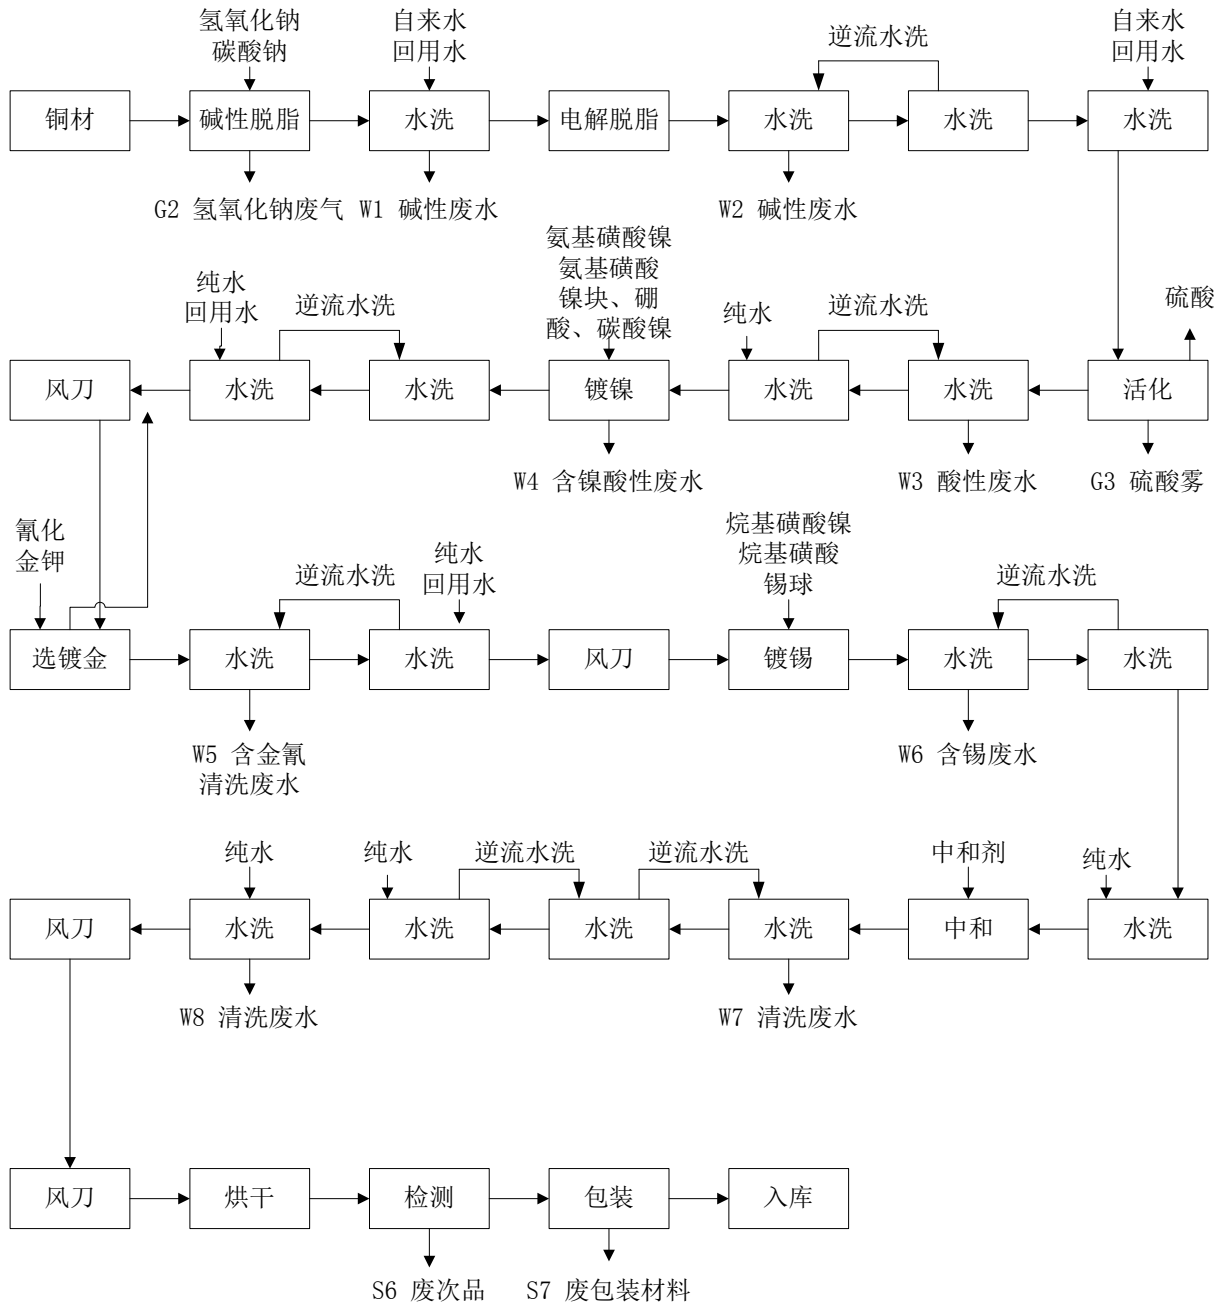 氢氧化钠
碳酸钠
自来水
回用水
逆流水洗
自来水
回用水
铜材
碱性脱脂
水洗
电解脱脂
水洗
水洗
水洗
G2 氢氧化钠废气
W1 碱性废水
W2 碱性废水
纯水
回用水
逆流水洗
氨基磺酸镍
氨基磺酸
镍块、硼
酸、碳酸镍
纯水
逆流水洗
硫酸
风刀
水洗
水洗
镀镍
水洗
水洗
活化
W4 含镍酸性废水
W3 酸性废水
G3 硫酸雾
氰化
金钾
逆流水洗
纯水
回用水
烷基磺酸镍
烷基磺酸
锡球
逆流水洗
选镀金
水洗
水洗
风刀
镀锡
水洗
水洗
W5 含金氰
清洗废水
W6 含锡废水
纯水
纯水
逆流水洗
逆流水洗
中和剂
纯水
风刀
水洗
水洗
水洗
水洗
中和
水洗
W8 清洗废水
W7 清洗废水
风刀
烘干
检测
包装
入库
S6 废次品
S7 废包装材料